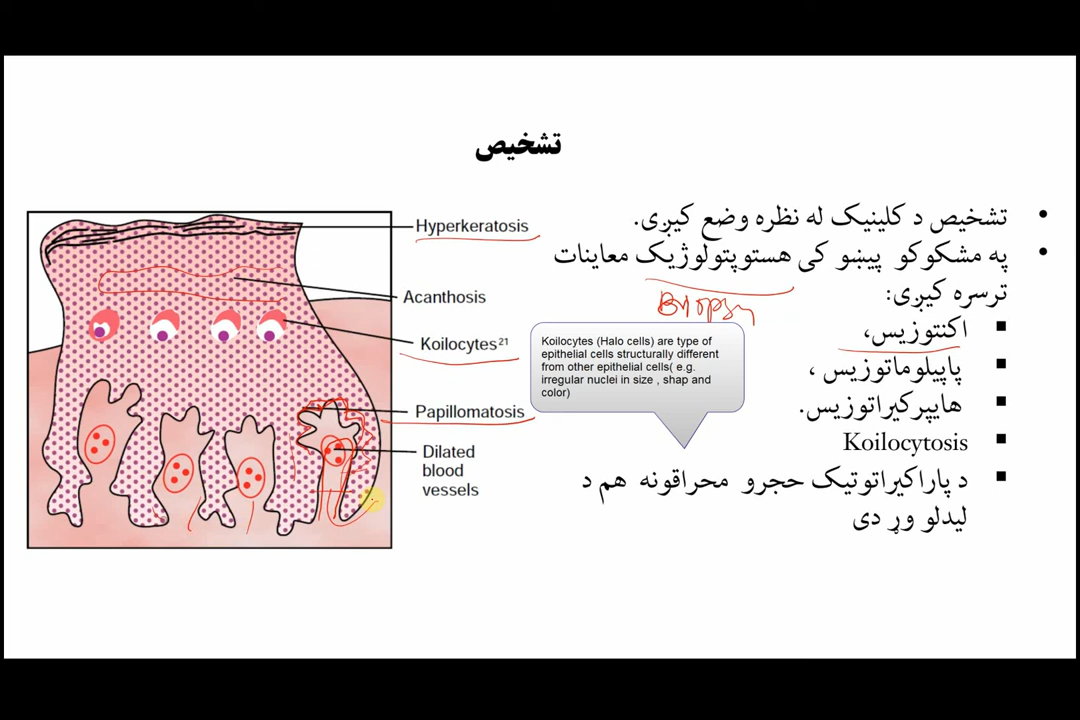 تشخیص
تشخیص د کلینیک له نظره وضع کیږی.
په مشکوکو پیښو کی هستوپتولوژیک معاینات
ترسره کیږی:
Biopsy
اکنتوزیس،
پاپیلوماتوزیس ،
هایپرکیراتوزیس.
Koilocytosis
د پاراکیراتوتیک حجرو محراقونه هم د
لیدلو وړ دی
Hyperkeratosis
Acanthosis
Koilocytes21
Papillomatosis
Dilated
blood
vessels
Koilocytes (Halo cells) are type of
epithelial cells structurally different
from other epithelial cells( e.g.
irregular nuclei in size , shap and
color)